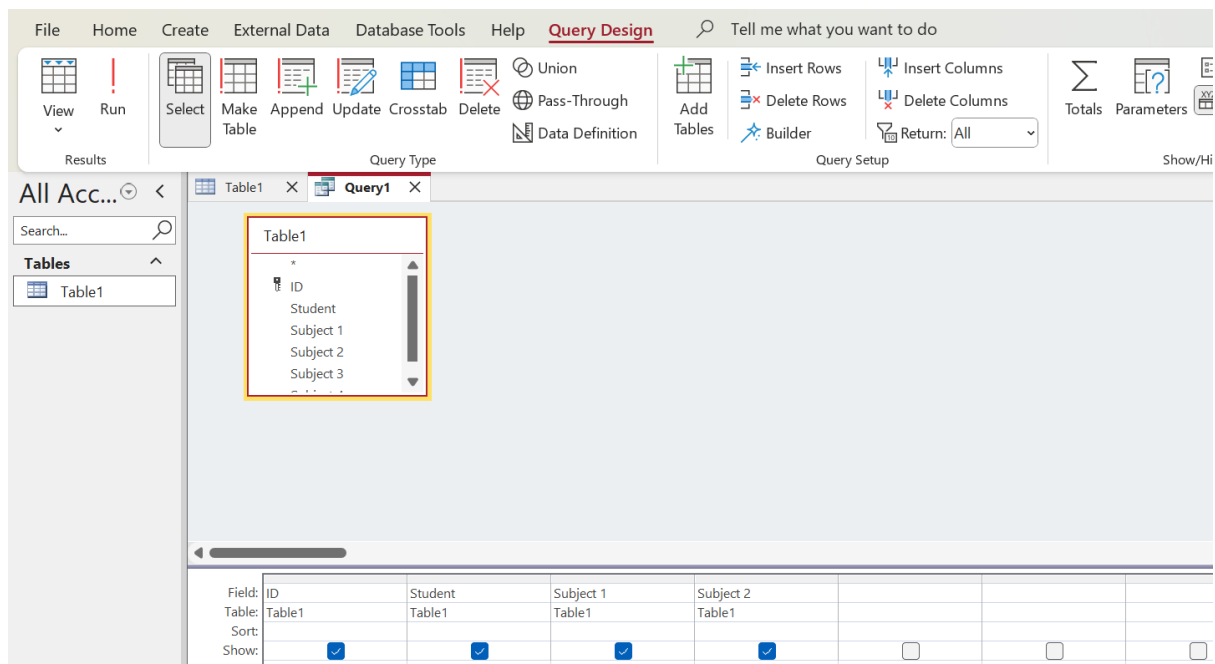 File Home Create External Data Database Tools Help Query Design Tell me what you want to do
View Run Select Make Table Append Update Crosstab Delete
Union
Pass-Through
Data Definition
Add Tables
Insert Rows
Delete Rows
Builder
Insert Columns
Delete Columns
Return: All
Totals Parameters
Results Query Type Query Setup Show/Hi
All Acc...
Search...
Tables
Table1
Table1 Query1
Table1
*
ID
Student
Subject 1
Subject 2
Subject 3
Field: ID Student Subject 1 Subject 2
Table: Table1 Table1 Table1 Table1
Sort:
Show: